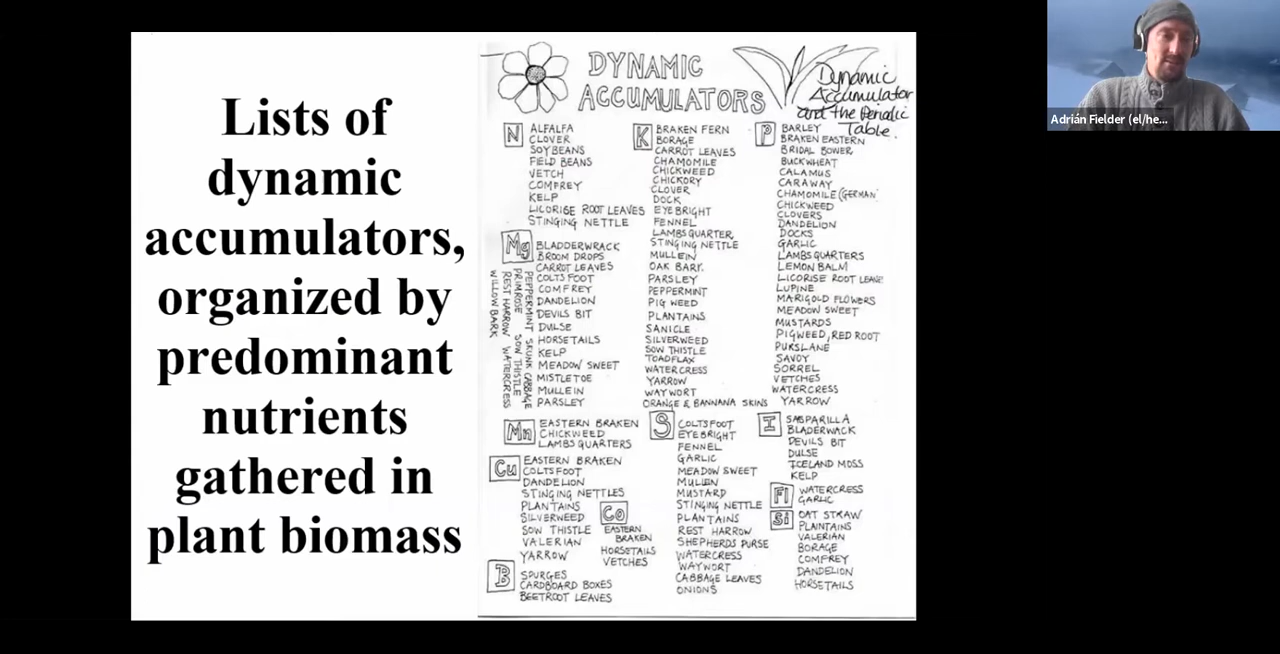 Lists of
dynamic
accumulators,
organized by
predominant
nutrients
gathered in
plant biomass
DYNAMIC
ACCUMULATORS
Dynamic
Accumulator
and the Periodic
Table.
N
ALFALFA
CLOVER
SOYBEANS
FIELD BEANS
VETCH
COMFREY
KELP
LICORISE ROOT LEAVES
STINGING NETTLE
Mg
BLADDERWRACK
BROOM DROPS
CARROT LEAVES
COLTS FOOT
COMFREY
DANDELION
DEVILS BIT
DULSE
HORSETAILS
KELP
MEADOW SWEET
MISTLETOE
MULLEIN
PARSLEY
PEPPERMINT SKUNK CABBAGE
PRIMROSE SOW THISTLE
REST HARROW WATERCRESS
WILLOW BARK
Mn
EASTERN BRAKEN
CHICKWEED
LAMBS QUARTERS
Cu
EASTERN BRAKEN
COLTSFOOT
DANDELION
STINGING NETTLES
PLANTAINS
SILVERWEED
SOW THISTLE
VALERIAN
YARROW
Co
EASTERN
BRAKEN
HORSETAILS
VETCHES
B
SPURGES
CARDBOARD BOXES
BEETROOT LEAVES
K
BRAKEN FERN
BORAGE
CARROT LEAVES
CHAMOMILE
CHICKWEED
CHICKORY
CLOVER
DOCK
EYEBRIGHT
FENNEL
LAMBS QUARTER
STINGING NETTLE
MULLEIN
OAK BARK
PARSLEY
PEPPERMINT
PIG WEED
PLANTAINS
SANICLE
SILVERWEED
SOW THISTLE
TOADFLAX
WATERCRESS
YARROW
WAYWORT
ORANGE & BANNANA SKINS
S
COLTSFOOT
EYEBRIGHT
FENNEL
GARLIC
MEADOW SWEET
MULLEN
MUSTARD
STINGING NETTLE
PLANTAINS
REST HARROW
SHEPHERDS PURSE
WATERCRESS
WAYWORT
CABBAGE LEAVES
ONIONS
P
BARLEY
BRAKEN EASTERN
BRIDAL BOWER
BUCKWHEAT
CALAMUS
CARAWAY
CHAMOMILE (GERMAN
CHICKWEED
CLOVERS
DANDELION
DOCKS
GARLIC
LAMBS QUARTERS
LEMON BALM
LICORISE ROOT LEAVE
LUPINE
MARIGOLD FLOWERS
MEADOW SWEET
MUSTARDS
PIGWEED, RED ROOT
PURSLANE
SAVOY
SORREL
VETCHES
WATERCRESS
YARROW
I
SASPARILLA
BLADERWACK
DEVILS BIT
DULSE
ICELAND MOSS
KELP
Fl
WATERCRESS
GARLIC
Si
OAT STRAW
PLAINTAINS
VALERIAN
BORAGE
COMFREY
DANDELION
HORSETAILS
Adrián Fielder (el/he...